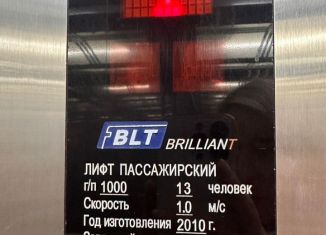 BLT BRILLIANT
ЛИФТ ПАССАЖИРСКИЙ
г/п 1000 13 человек
Скорость 1.0 м/с
Год изготовления 2010 г.